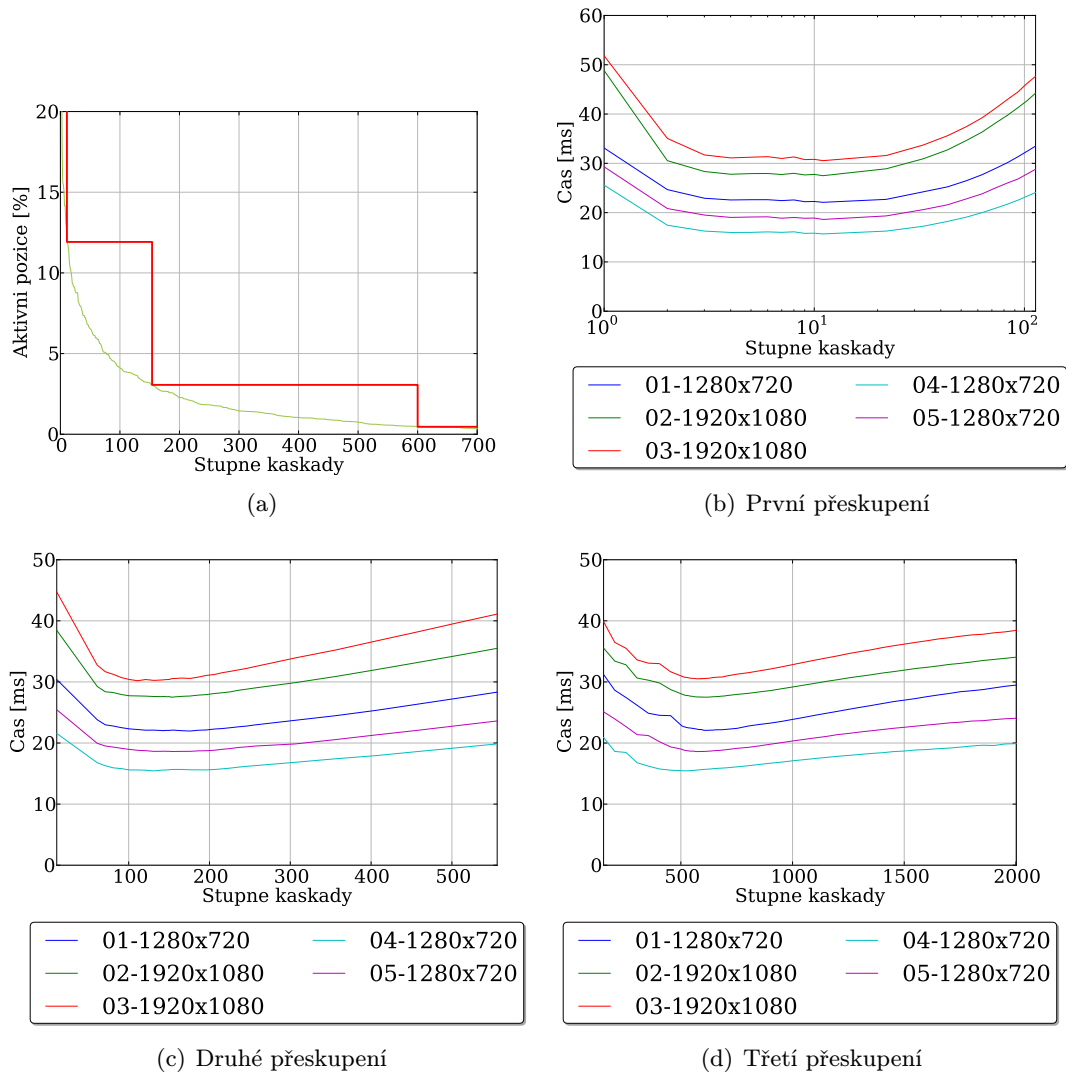 20
15
10
5
0
Aktivni pozice [%]
0 100 200 300 400 500 600 700
Stupne kaskady
(a)
60
50
40
30
20
10
0
Cas [ms]
10^0 10^1 10^2
Stupne kaskady
01-1280x720 04-1280x720
02-1920x1080 05-1280x720
03-1920x1080
(b) První přeskupení
50
40
30
20
10
0
Cas [ms]
100 200 300 400 500
Stupne kaskady
01-1280x720 04-1280x720
02-1920x1080 05-1280x720
03-1920x1080
(c) Druhé přeskupení
50
40
30
20
10
0
Cas [ms]
500 1000 1500 2000
Stupne kaskady
01-1280x720 04-1280x720
02-1920x1080 05-1280x720
03-1920x1080
(d) Třetí přeskupení